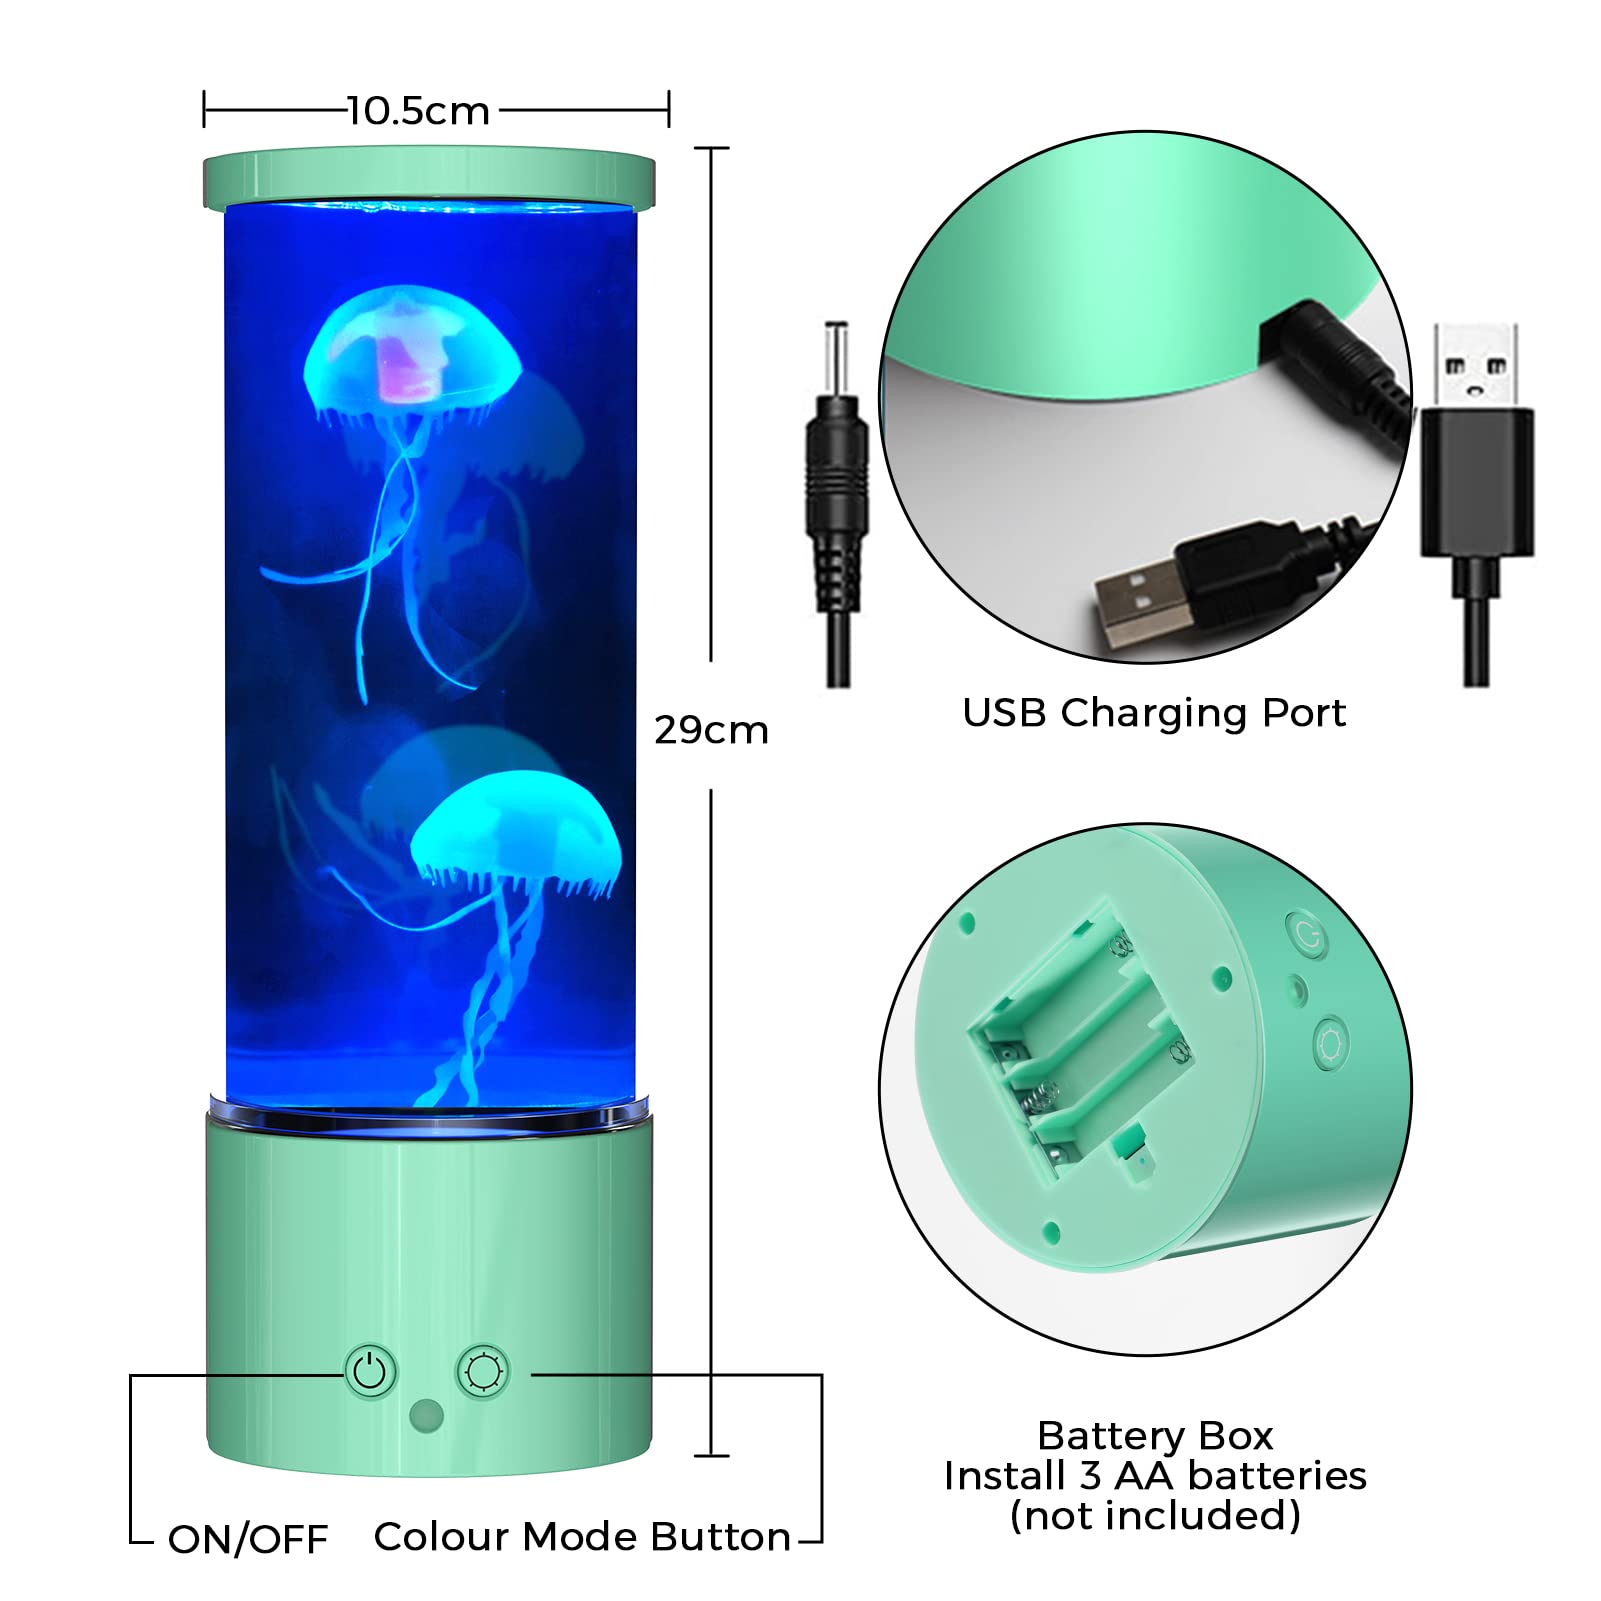 10.5cm
29cm
USB Charging Port
Battery Box
Install 3 AA batteries
(not included)
ON/OFF
Colour Mode Button